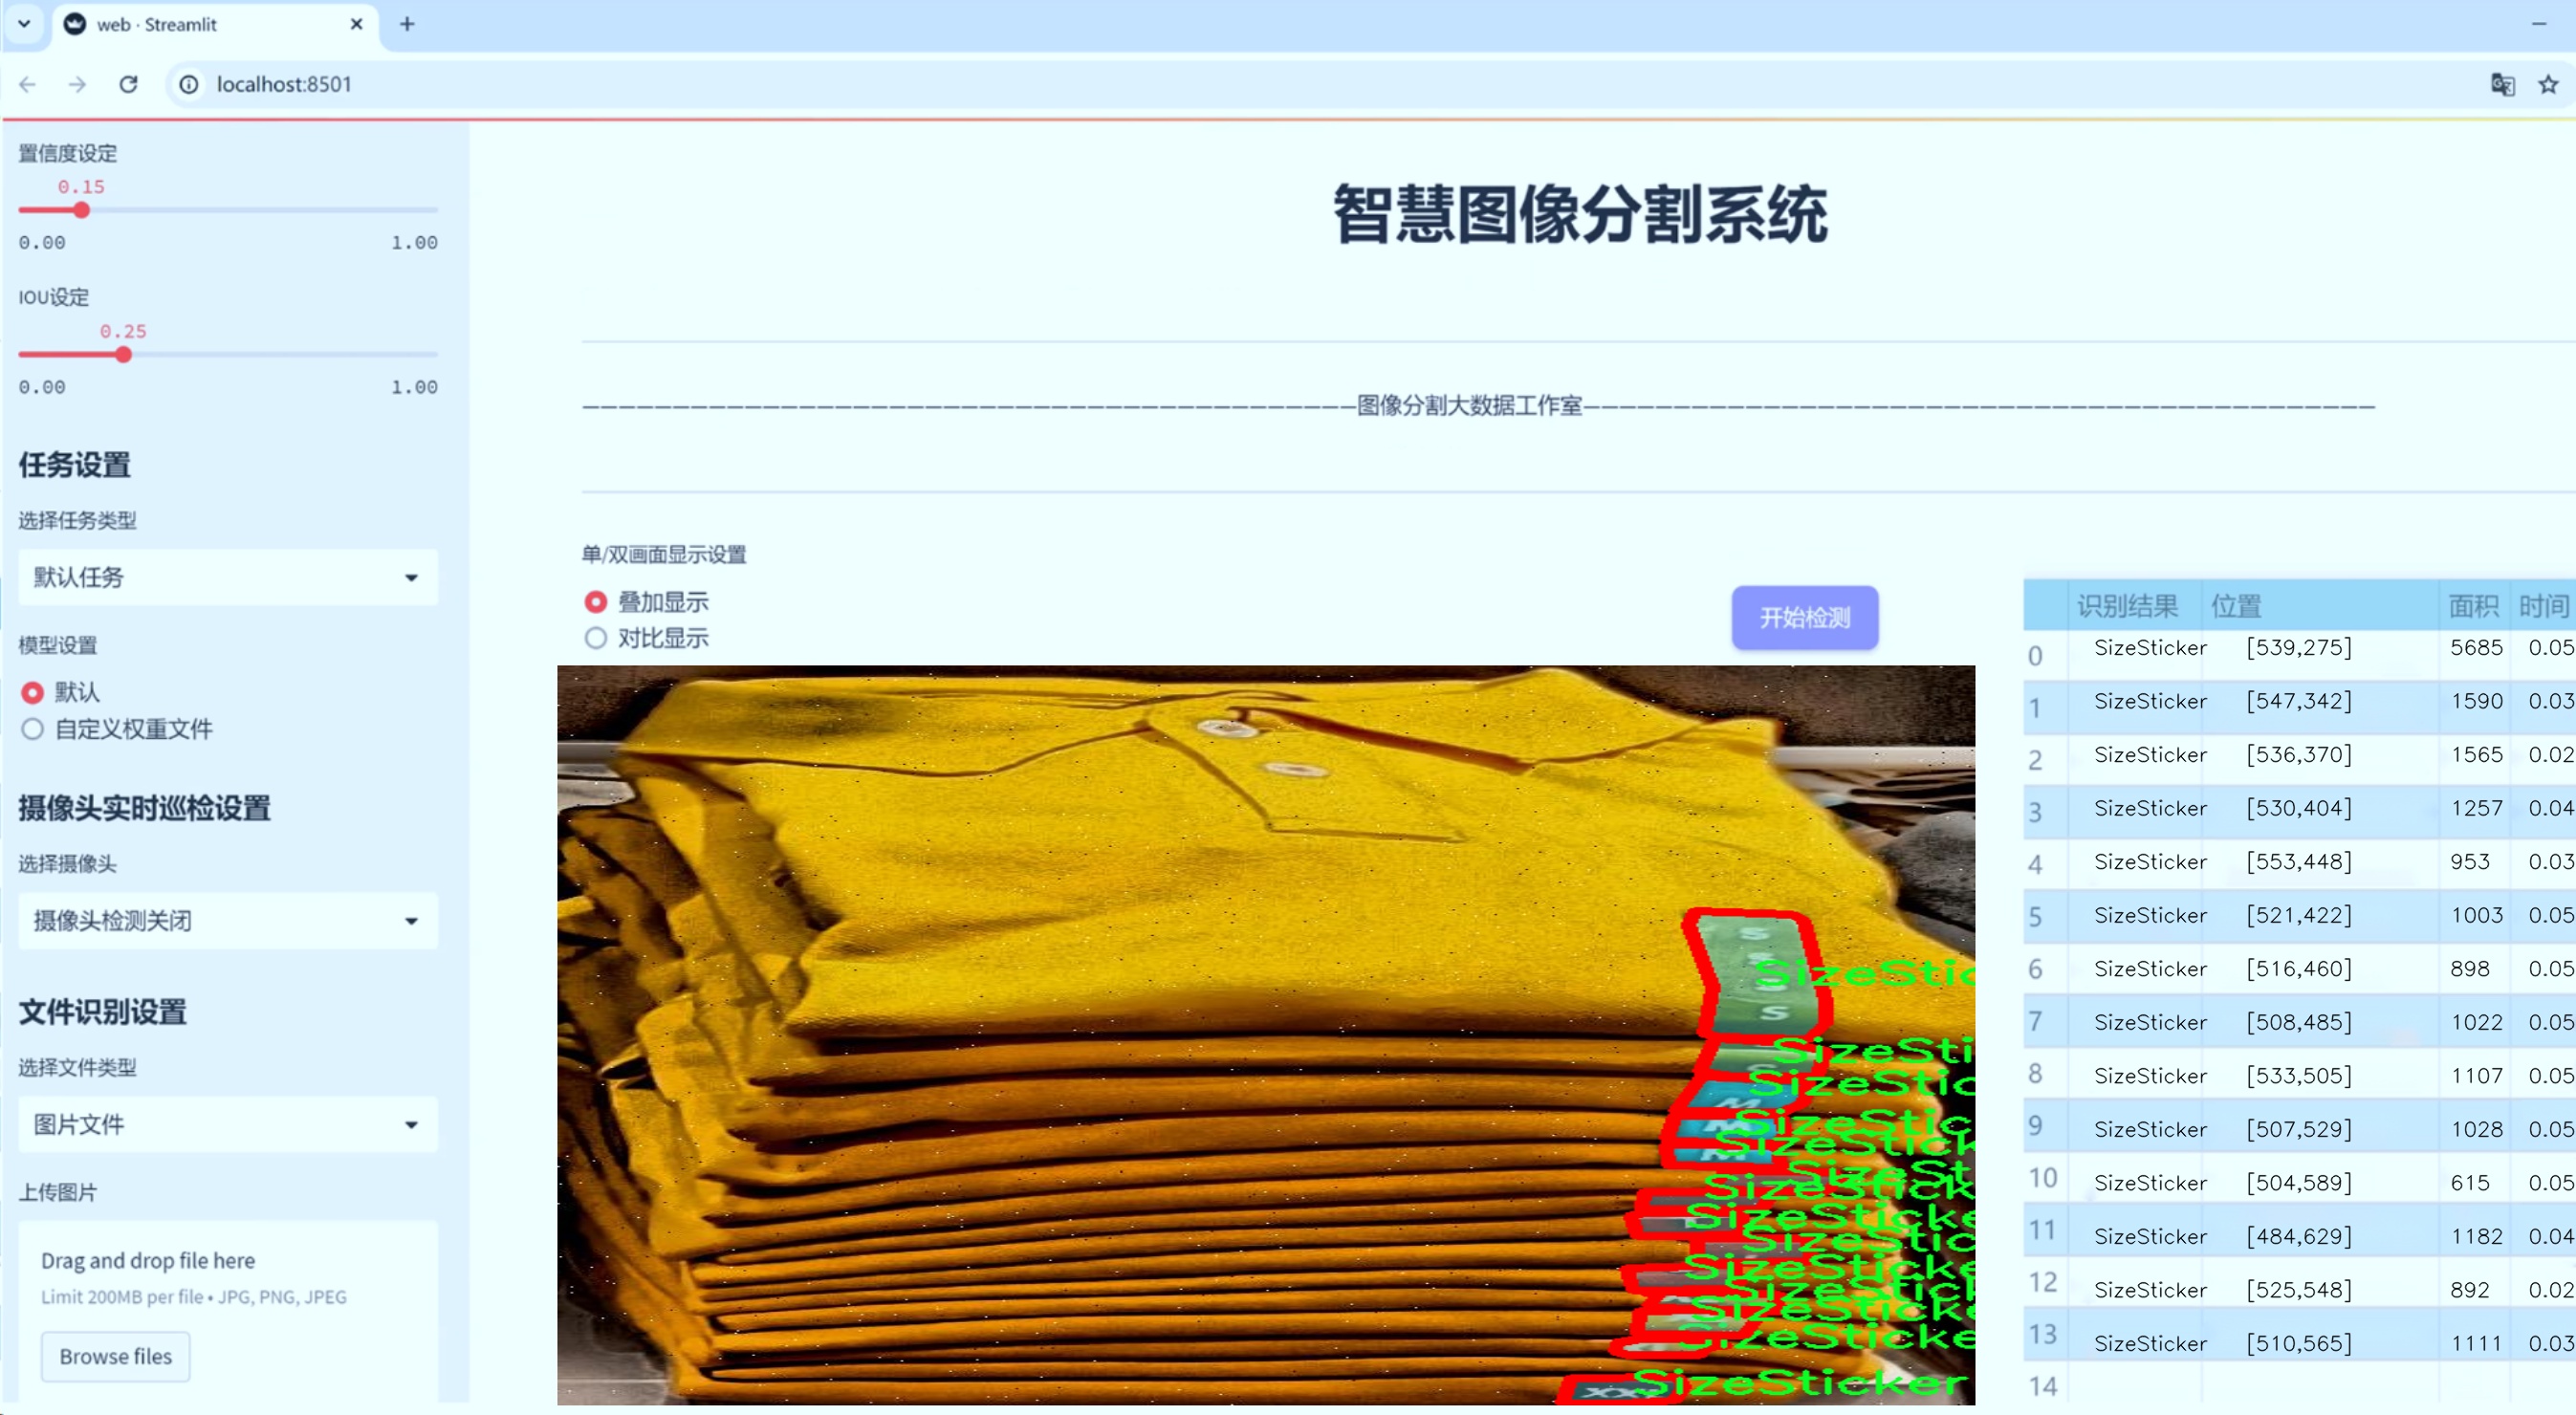 web · Streamlit
localhost:8501
置信度设定
0.15
0.00 1.00
IOU设定
0.25
0.00 1.00
任务设置
选择任务类型
默认任务
模型设置
默认
自定义权重文件
摄像头实时巡检设置
选择摄像头
摄像头检测关闭
文件识别设置
选择文件类型
图片文件
上传图片
Drag and drop file here
Limit 200MB per file • JPG, PNG, JPEG
Browse files
智慧图像分割系统
图像分割大数据工作室
单/双画面显示设置
叠加显示
对比显示
开始检测
S
SizeStic
S
SizeSti
SizeStic
M
SizeStic
SizeStick
SizeSt
SizeStick
SizeSticke
SizeStic
SizeSticke
SizeStick
SizeSticke
SizeSticke
SizeSticker
识别结果 位置 面积 时间
0 SizeSticker [539,275] 5685 0.05
1 SizeSticker [547,342] 1590 0.03
2 SizeSticker [536,370] 1565 0.02
3 SizeSticker [530,404] 1257 0.04
4 SizeSticker [553,448] 953 0.03
5 SizeSticker [521,422] 1003 0.05
6 SizeSticker [516,460] 898 0.05
7 SizeSticker [508,485] 1022 0.05
8 SizeSticker [533,505] 1107 0.05
9 SizeSticker [507,529] 1028 0.05
10 SizeSticker [504,589] 615 0.05
11 SizeSticker [484,629] 1182 0.04
12 SizeSticker [525,548] 892 0.02
13 SizeSticker [510,565] 1111 0.03
14